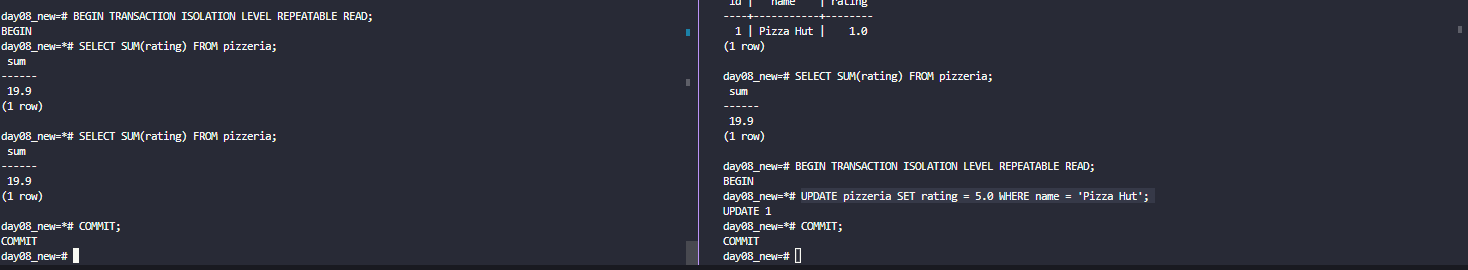 day08_new=# BEGIN TRANSACTION ISOLATION LEVEL REPEATABLE READ;
BEGIN
day08_new=*# SELECT SUM(rating) FROM pizzeria;
 sum
------
 19.9
(1 row)

day08_new=*# SELECT SUM(rating) FROM pizzeria;
 sum
------
 19.9
(1 row)

day08_new=*# COMMIT;
COMMIT
day08_new=#
 id |   name    | rating
----+-----------+--------
  1 | Pizza Hut |    1.0
(1 row)

day08_new=# SELECT SUM(rating) FROM pizzeria;
 sum
------
 19.9
(1 row)

day08_new=# BEGIN TRANSACTION ISOLATION LEVEL REPEATABLE READ;
BEGIN
day08_new=*# UPDATE pizzeria SET rating = 5.0 WHERE name = 'Pizza Hut';
UPDATE 1
day08_new=*# COMMIT;
COMMIT
day08_new=#